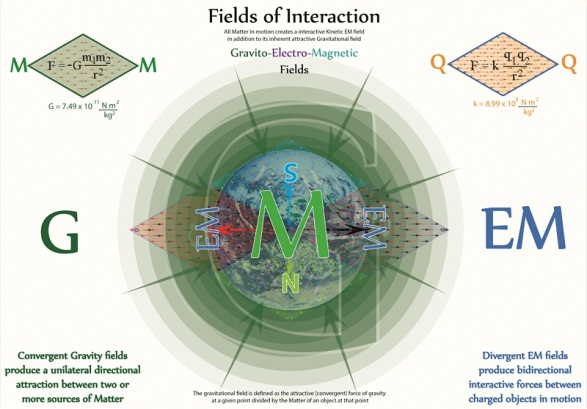 Fields of Interaction
All Matter in motion creates a interactive Kinetic EM field
in addition to its inherent attractive Gravitational field
Gravito-Electro-Magnetic
Fields
M F = -G m₁m₂ / r² M
G = 7.49 x 10⁻¹¹ N m² / kg²
Q F = k q₁q₂ / r² Q
k = 8.99 x 10⁹ N m² / kg²
G
S
EM M EM
N
G
EM
Convergent Gravity fields
produce a unilateral directional
attraction between two or
more sources of Matter
Divergent EM fields
produce bidirectional
interactive forces between
charged objects in motion
The gravitational field is defined as the attractive [convergent] force of gravity
at a given point divided by the Matter of an object at that point